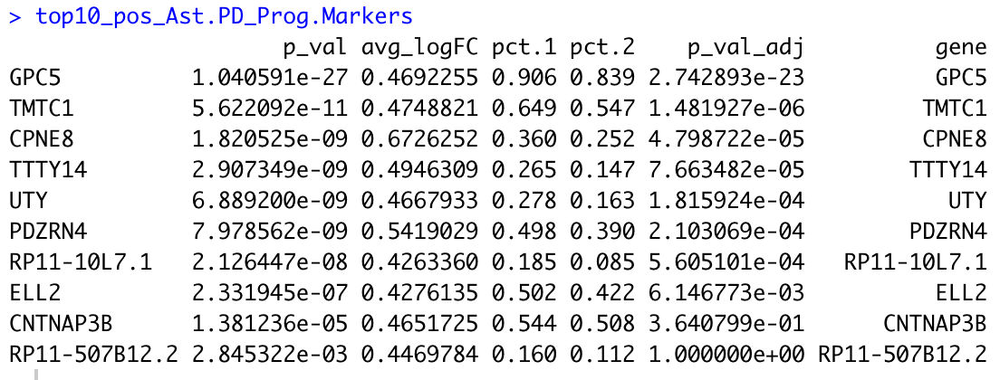 > top10_pos_Ast.PD_Prog.Markers
p_val avg_logFC pct.1 pct.2 p_val_adj gene
GPC5 1.040591e-27 0.4692255 0.906 0.839 2.742893e-23 GPC5
TMTC1 5.622092e-11 0.4748821 0.649 0.547 1.481927e-06 TMTC1
CPNE8 1.820525e-09 0.6726252 0.360 0.252 4.798722e-05 CPNE8
TTTY14 2.907349e-09 0.4946309 0.265 0.147 7.663482e-05 TTTY14
UTY 6.889200e-09 0.4667933 0.278 0.163 1.815924e-04 UTY
PDZRN4 7.978562e-09 0.5419029 0.498 0.390 2.103069e-04 PDZRN4
RP11-10L7.1 2.126447e-08 0.4263360 0.185 0.085 5.605101e-04 RP11-10L7.1
ELL2 2.331945e-07 0.4276135 0.502 0.422 6.146773e-03 ELL2
CNTNAP3B 1.381236e-05 0.4651725 0.544 0.508 3.640799e-01 CNTNAP3B
RP11-507B12.2 2.845322e-03 0.4469784 0.160 0.112 1.000000e+00 RP11-507B12.2